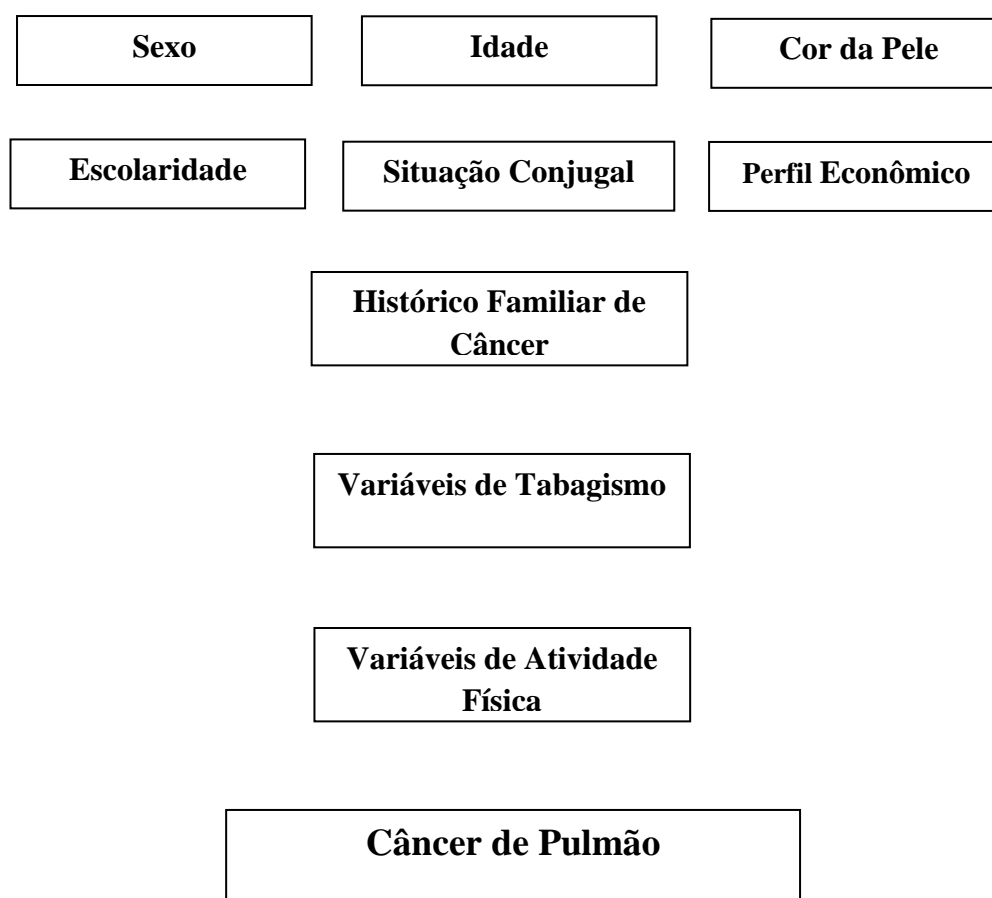 Sexo
Idade
Cor da Pele
Escolaridade
Situação Conjugal
Perfil Econômico
Histórico Familiar de
Câncer
Variáveis de Tabagismo
Variáveis de Atividade
Física
Câncer de Pulmão